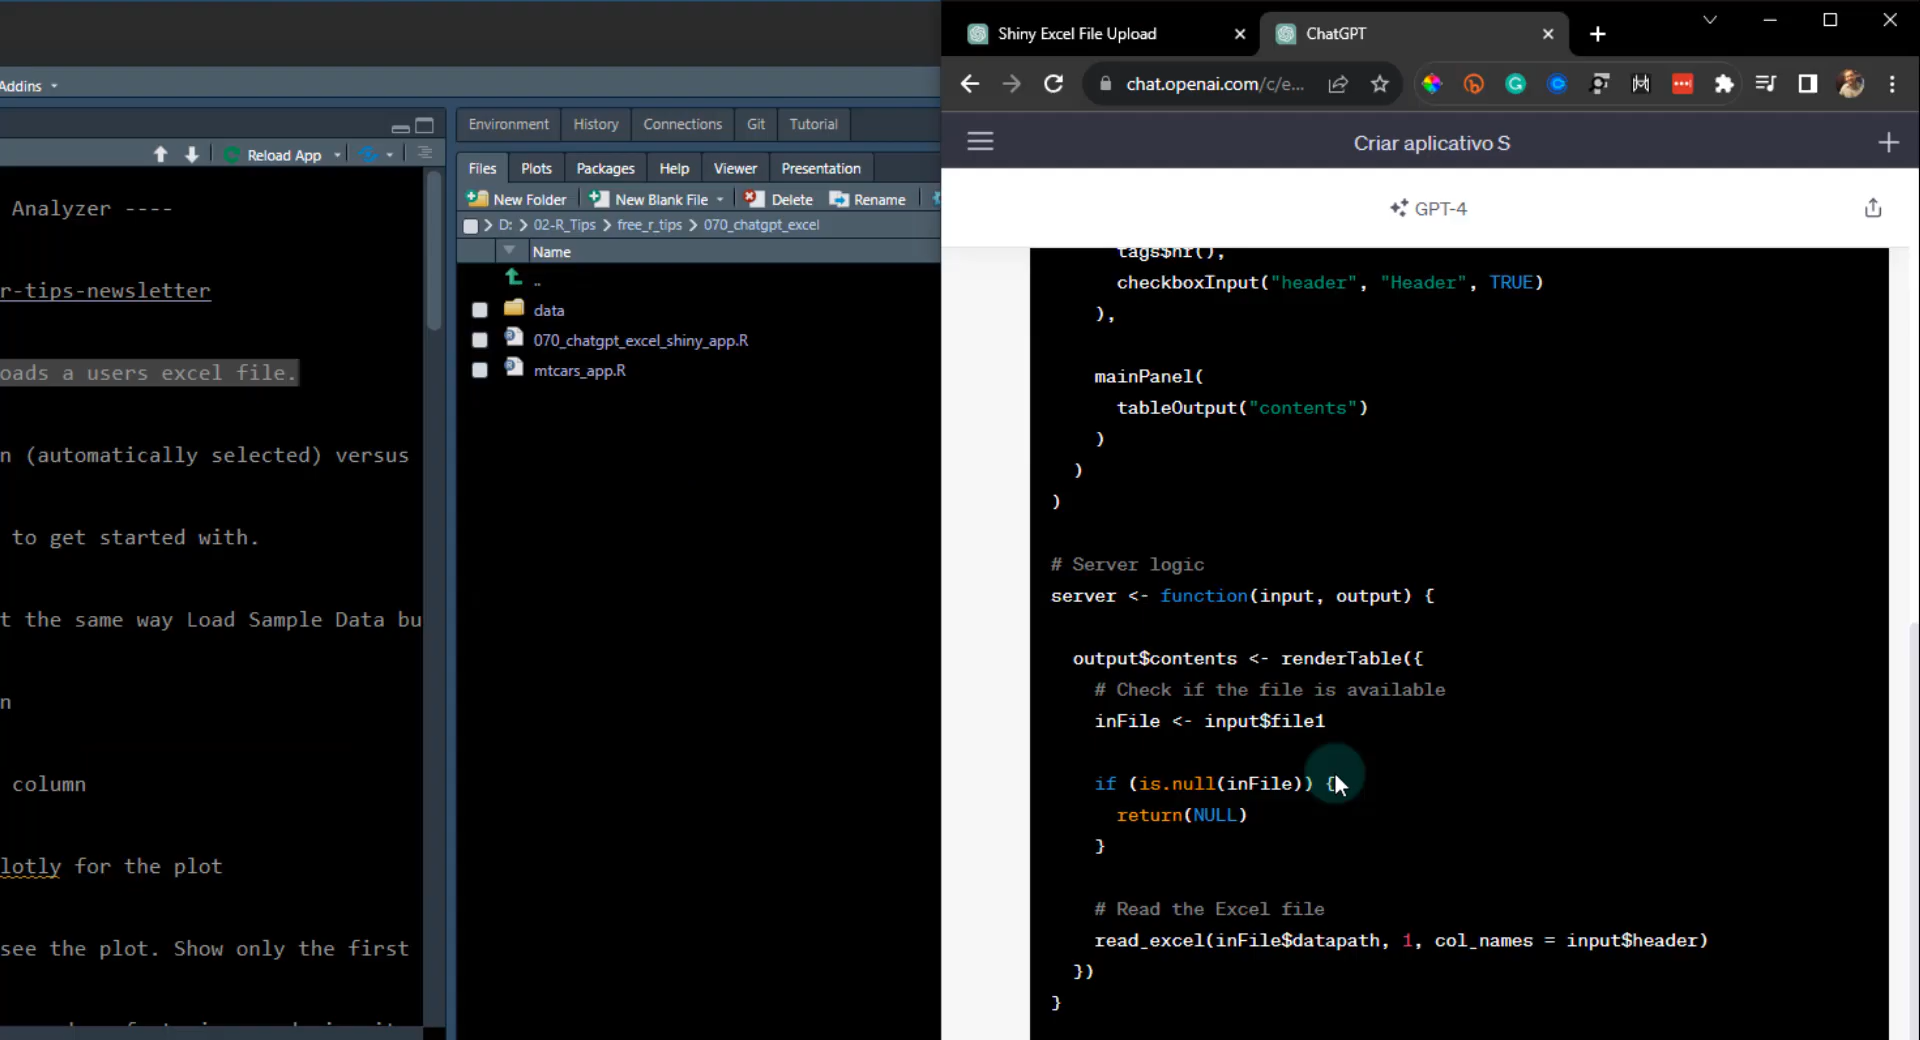 Addins
Reload App
Analyzer ----
r-tips-newsletter
oads a users excel file.
n (automatically selected) versus
to get started with.
t the same way Load Sample Data bu
n
column
lotly for the plot
see the plot. Show only the first
Environment History Connections Git Tutorial
Files Plots Packages Help Viewer Presentation
New Folder New Blank File Delete Rename
D: 02-R_Tips free_r_tips 070_chatgpt_excel
Name
..
data
070_chatgpt_excel_shiny_app.R
mtcars_app.R
Shiny Excel File Upload ChatGPT
chat.openai.com/c/e...
Criar aplicativo S
GPT-4
tags$hr(),
checkboxInput("header", "Header", TRUE)
),
mainPanel(
tableOutput("contents")
)
)
)
# Server logic
server <- function(input, output) {
output$contents <- renderTable({
# Check if the file is available
inFile <- input$file1
if (is.null(inFile)) {
return(NULL)
}
# Read the Excel file
read_excel(inFile$datapath, 1, col_names = input$header)
})
}